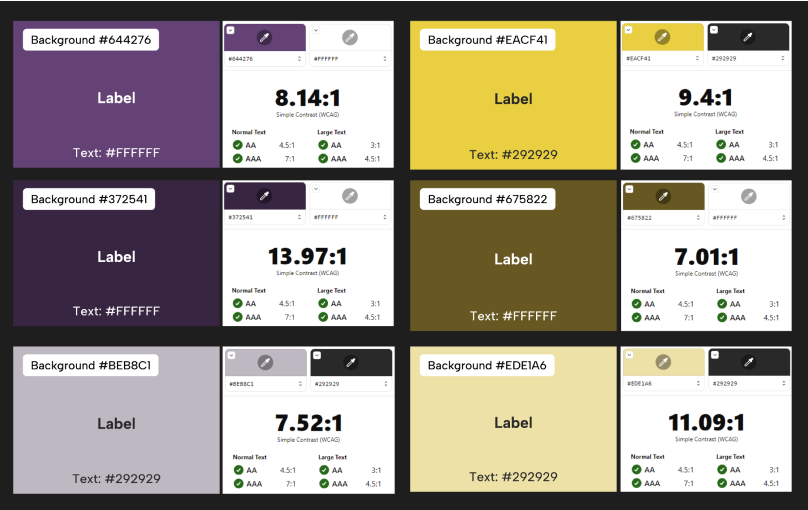 Background #644276
Label
Text: #FFFFFF
#644276
#FFFFFF
8.14:1
Simple Contrast (WCAG)
Normal Text Large Text
AA 4.5:1 AA 3:1
AAA 7:1 AAA 4.5:1
Background #EACF41
Label
Text: #292929
#EACF41
#292929
9.4:1
Simple Contrast (WCAG)
Normal Text Large Text
AA 4.5:1 AA 3:1
AAA 7:1 AAA 4.5:1
Background #372541
Label
Text: #FFFFFF
#372541
#FFFFFF
13.97:1
Simple Contrast (WCAG)
Normal Text Large Text
AA 4.5:1 AA 3:1
AAA 7:1 AAA 4.5:1
Background #675822
Label
Text: #FFFFFF
#675822
#FFFFFF
7.01:1
Simple Contrast (WCAG)
Normal Text Large Text
AA 4.5:1 AA 3:1
AAA 7:1 AAA 4.5:1
Background #BEB8C1
Label
Text: #292929
#BEB8C1
#292929
7.52:1
Simple Contrast (WCAG)
Normal Text Large Text
AA 4.5:1 AA 3:1
AAA 7:1 AAA 4.5:1
Background #EDE1A6
Label
Text: #292929
#EDE1A6
#292929
11.09:1
Simple Contrast (WCAG)
Normal Text Large Text
AA 4.5:1 AA 3:1
AAA 7:1 AAA 4.5:1